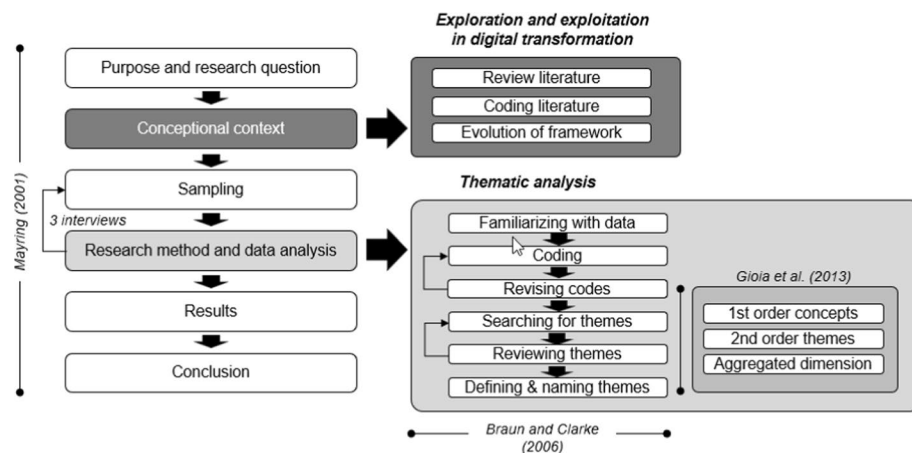 Exploration and exploitation
in digital transformation
Purpose and research question
Conceptional context
Sampling
3 interviews
Research method and data analysis
Results
Conclusion
Mayring (2001)
Review literature
Coding literature
Evolution of framework
Thematic analysis
Familiarizing with data
Coding
Revising codes
Searching for themes
Reviewing themes
Defining & naming themes
Gioia et al. (2013)
1st order concepts
2nd order themes
Aggregated dimension
Braun and Clarke
(2006)